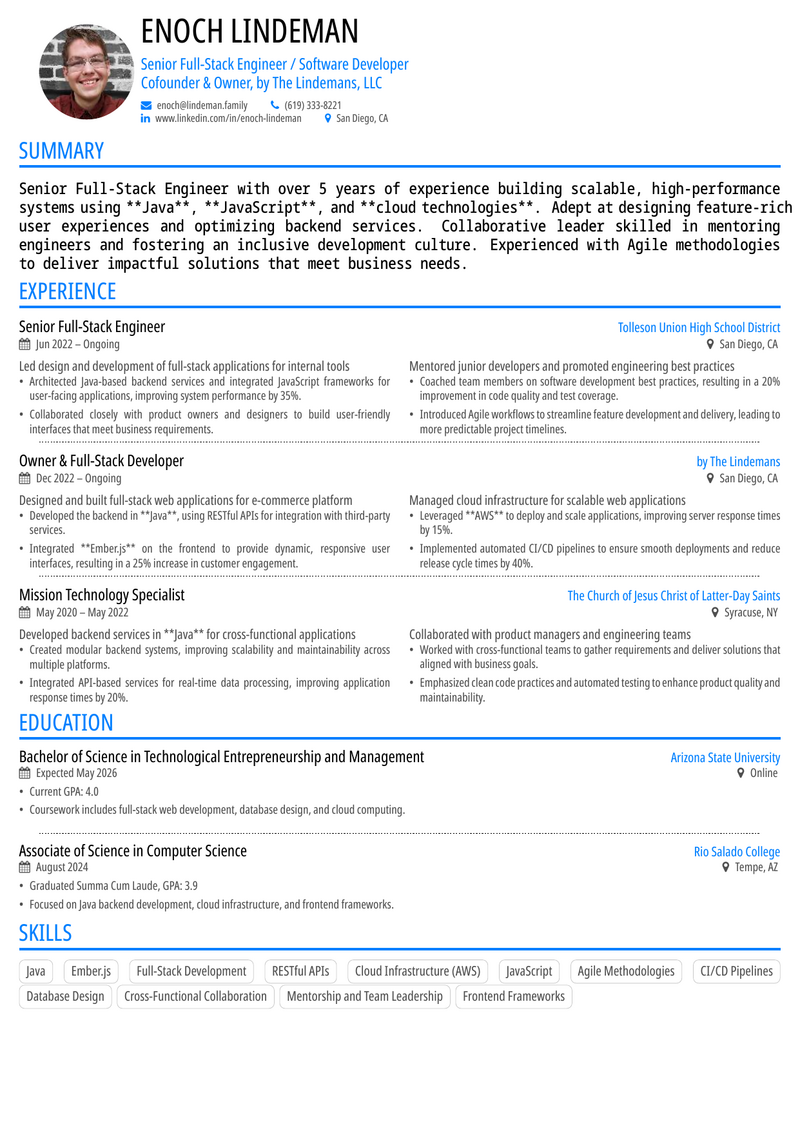 ENOCH LINDEMAN
Senior Full-Stack Engineer / Software Developer
Cofounder & Owner, by The Lindemans, LLC
enoch@lindeman.family (619) 333-8221
www.linkedin.com/in/enoch-lindeman San Diego, CA
SUMMARY
Senior Full-Stack Engineer with over 5 years of experience building scalable, high-performance
systems using **Java**, **JavaScript**, and **cloud technologies**. Adept at designing feature-rich
user experiences and optimizing backend services. Collaborative leader skilled in mentoring
engineers and fostering an inclusive development culture. Experienced with Agile methodologies
to deliver impactful solutions that meet business needs.
EXPERIENCE
Senior Full-Stack Engineer Tolleson Union High School District
Jun 2022 – Ongoing San Diego, CA
Led design and development of full-stack applications for internal tools
• Architected Java-based backend services and integrated JavaScript frameworks for
user-facing applications, improving system performance by 35%.
• Collaborated closely with product owners and designers to build user-friendly
interfaces that meet business requirements.
Mentored junior developers and promoted engineering best practices
• Coached team members on software development best practices, resulting in a 20%
improvement in code quality and test coverage.
• Introduced Agile workflows to streamline feature development and delivery, leading to
more predictable project timelines.
Owner & Full-Stack Developer by The Lindemans
Dec 2022 – Ongoing San Diego, CA
Designed and built full-stack web applications for e-commerce platform
• Developed the backend in **Java**, using RESTful APIs for integration with third-party
services.
• Integrated **Ember.js** on the frontend to provide dynamic, responsive user
interfaces, resulting in a 25% increase in customer engagement.
Managed cloud infrastructure for scalable web applications
• Leveraged **AWS** to deploy and scale applications, improving server response times
by 15%.
• Implemented automated CI/CD pipelines to ensure smooth deployments and reduce
release cycle times by 40%.
Mission Technology Specialist The Church of Jesus Christ of Latter-Day Saints
May 2020 – May 2022 Syracuse, NY
Developed backend services in **Java** for cross-functional applications
• Created modular backend systems, improving scalability and maintainability across
multiple platforms.
• Integrated API-based services for real-time data processing, improving application
response times by 20%.
Collaborated with product managers and engineering teams
• Worked with cross-functional teams to gather requirements and deliver solutions that
aligned with business goals.
• Emphasized clean code practices and automated testing to enhance product quality and
maintainability.
EDUCATION
Bachelor of Science in Technological Entrepreneurship and Management Arizona State University
Expected May 2026 Online
• Current GPA: 4.0
• Coursework includes full-stack web development, database design, and cloud computing.
Associate of Science in Computer Science Rio Salado College
August 2024 Tempe, AZ
• Graduated Summa Cum Laude, GPA: 3.9
• Focused on Java backend development, cloud infrastructure, and frontend frameworks.
SKILLS
Java Ember.js Full-Stack Development RESTful APIs Cloud Infrastructure (AWS) JavaScript Agile Methodologies CI/CD Pipelines
Database Design Cross-Functional Collaboration Mentorship and Team Leadership Frontend Frameworks